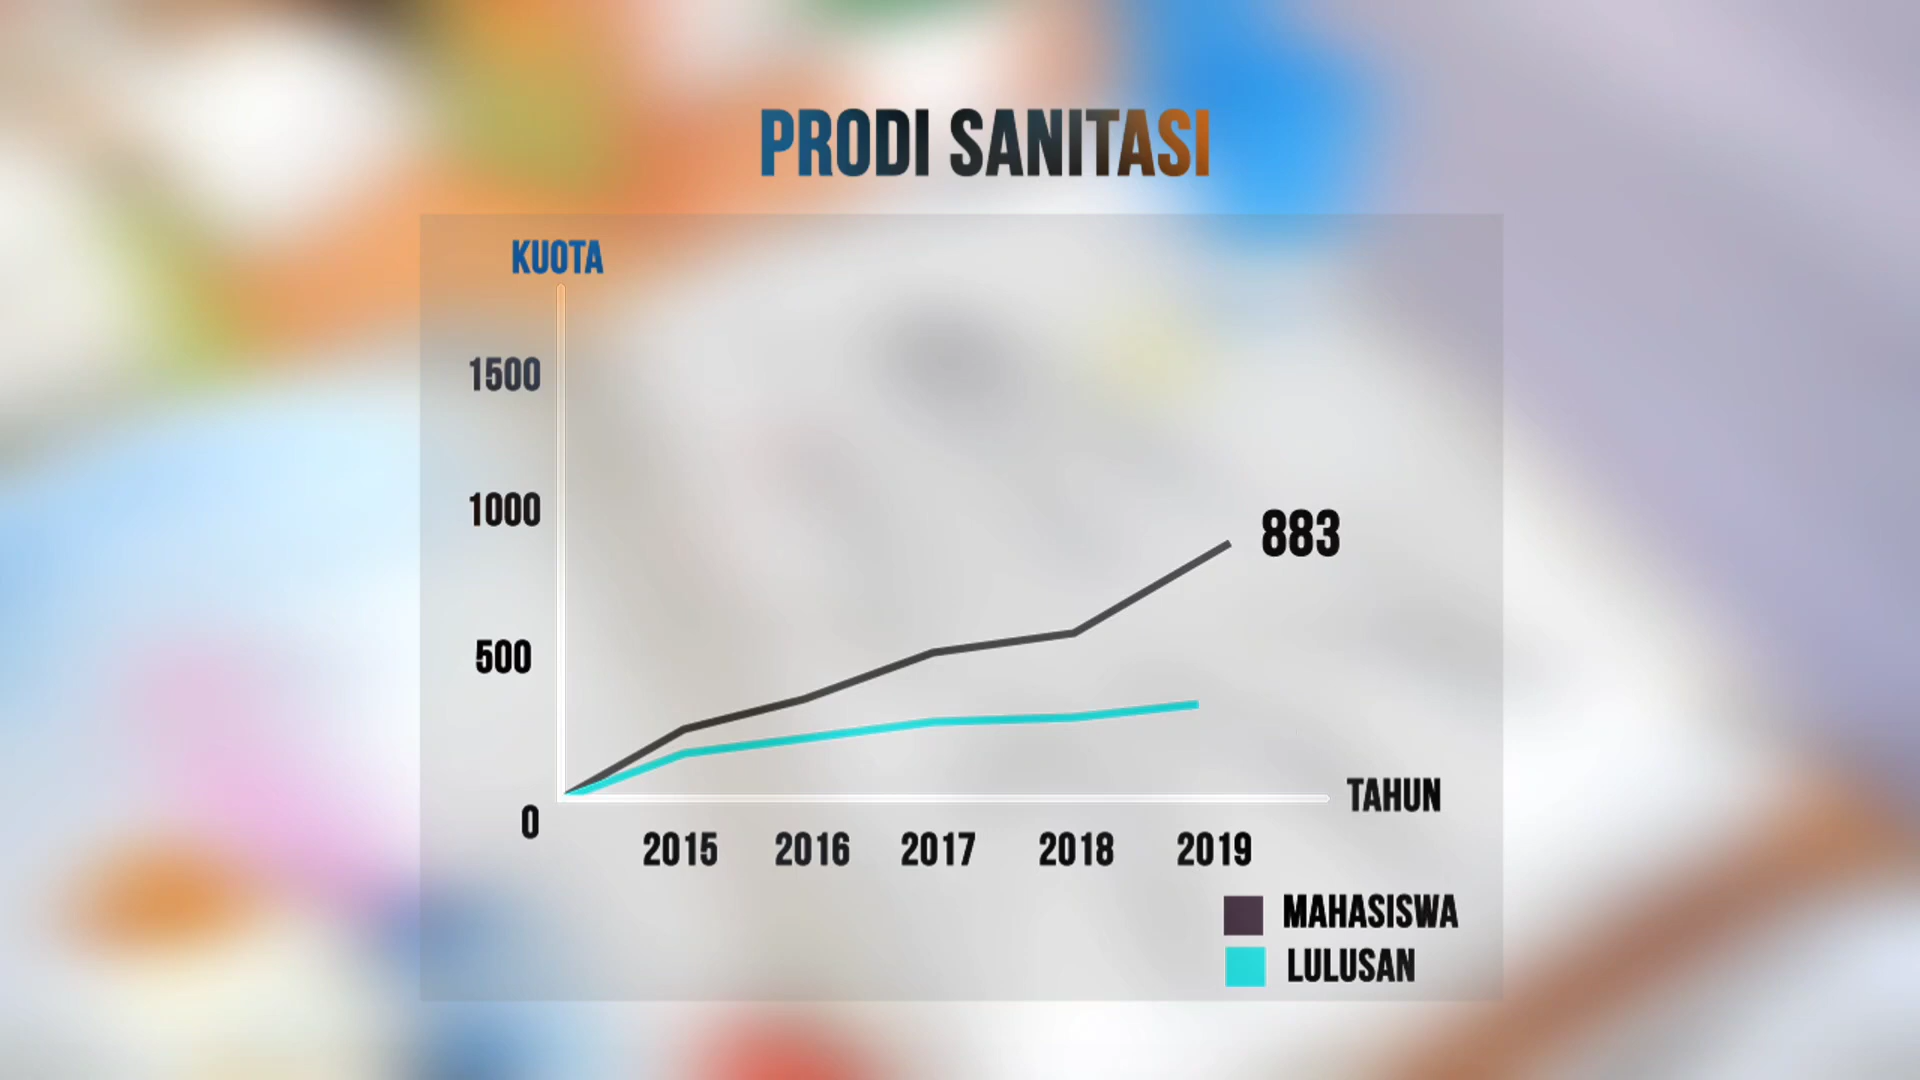 PRODI SANITASI
KUOTA
1500
1000
883
500
TAHUN
0
2015 2016 2017 2018 2019
MAHASISWA
LULUSAN